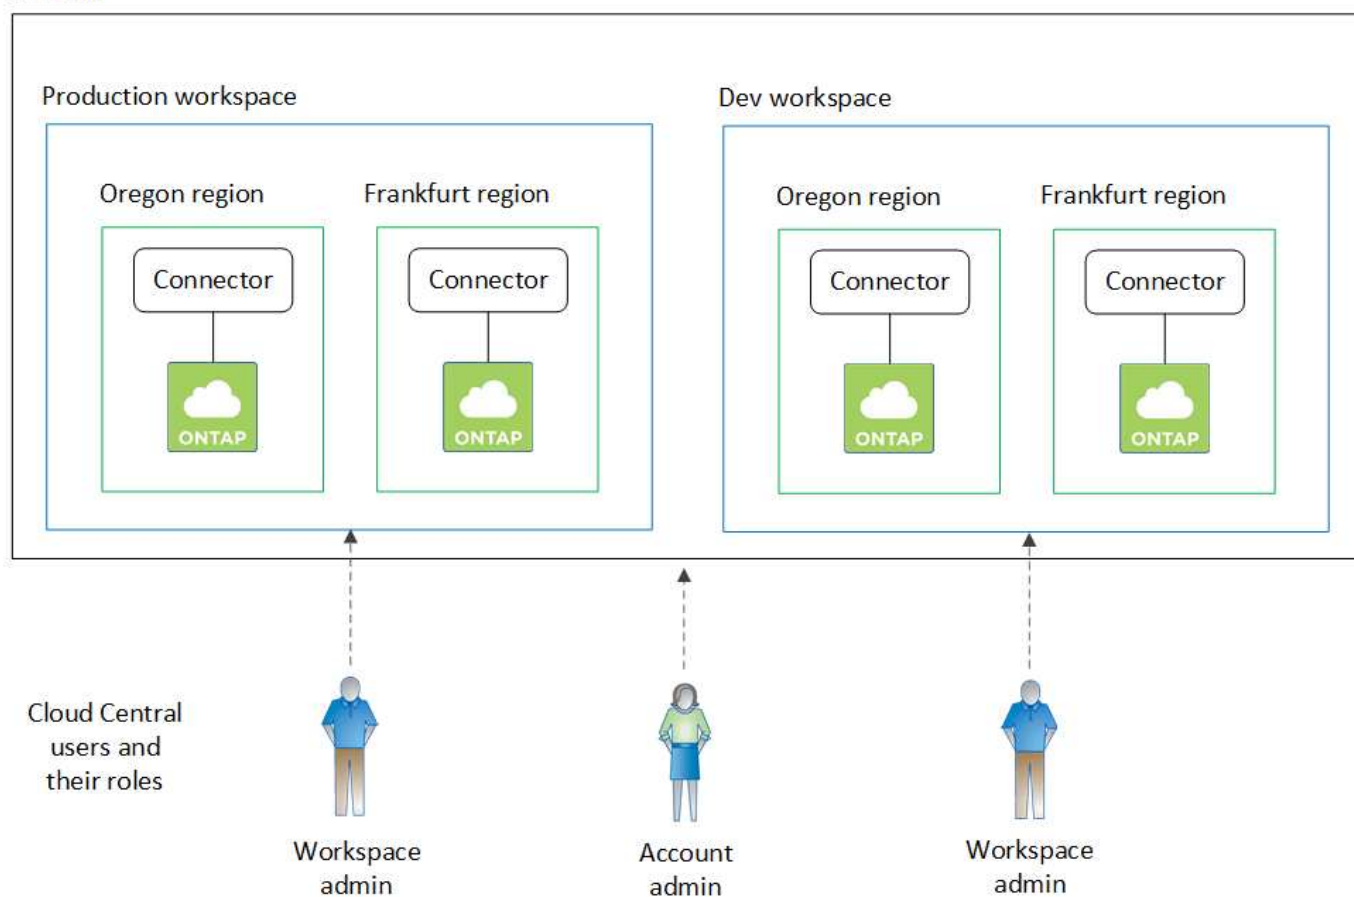 Production workspace
Dev workspace
Oregon region
Frankfurt region
Oregon region
Frankfurt region
Connector
Connector
Connector
Connector
ONTAP
ONTAP
ONTAP
ONTAP
Cloud Central
users and
their roles
Workspace
admin
Account
admin
Workspace
admin